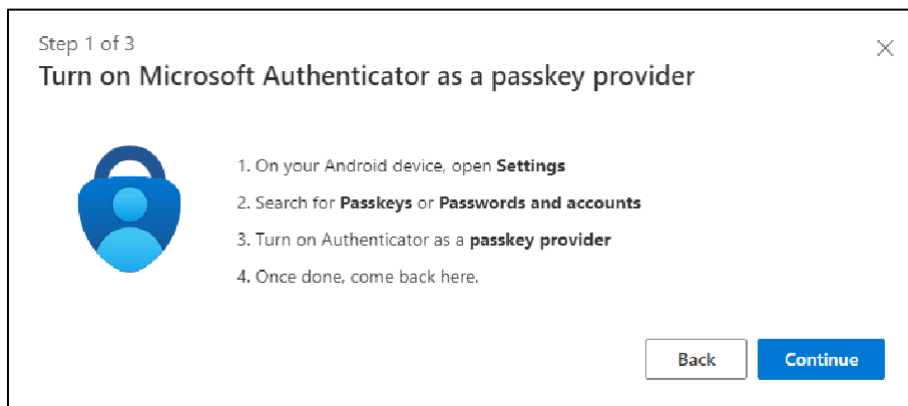 Step 1 of 3
Turn on Microsoft Authenticator as a passkey provider
1. On your Android device, open Settings
2. Search for Passkeys or Passwords and accounts
3. Turn on Authenticator as a passkey provider
4. Once done, come back here.
Back Continue